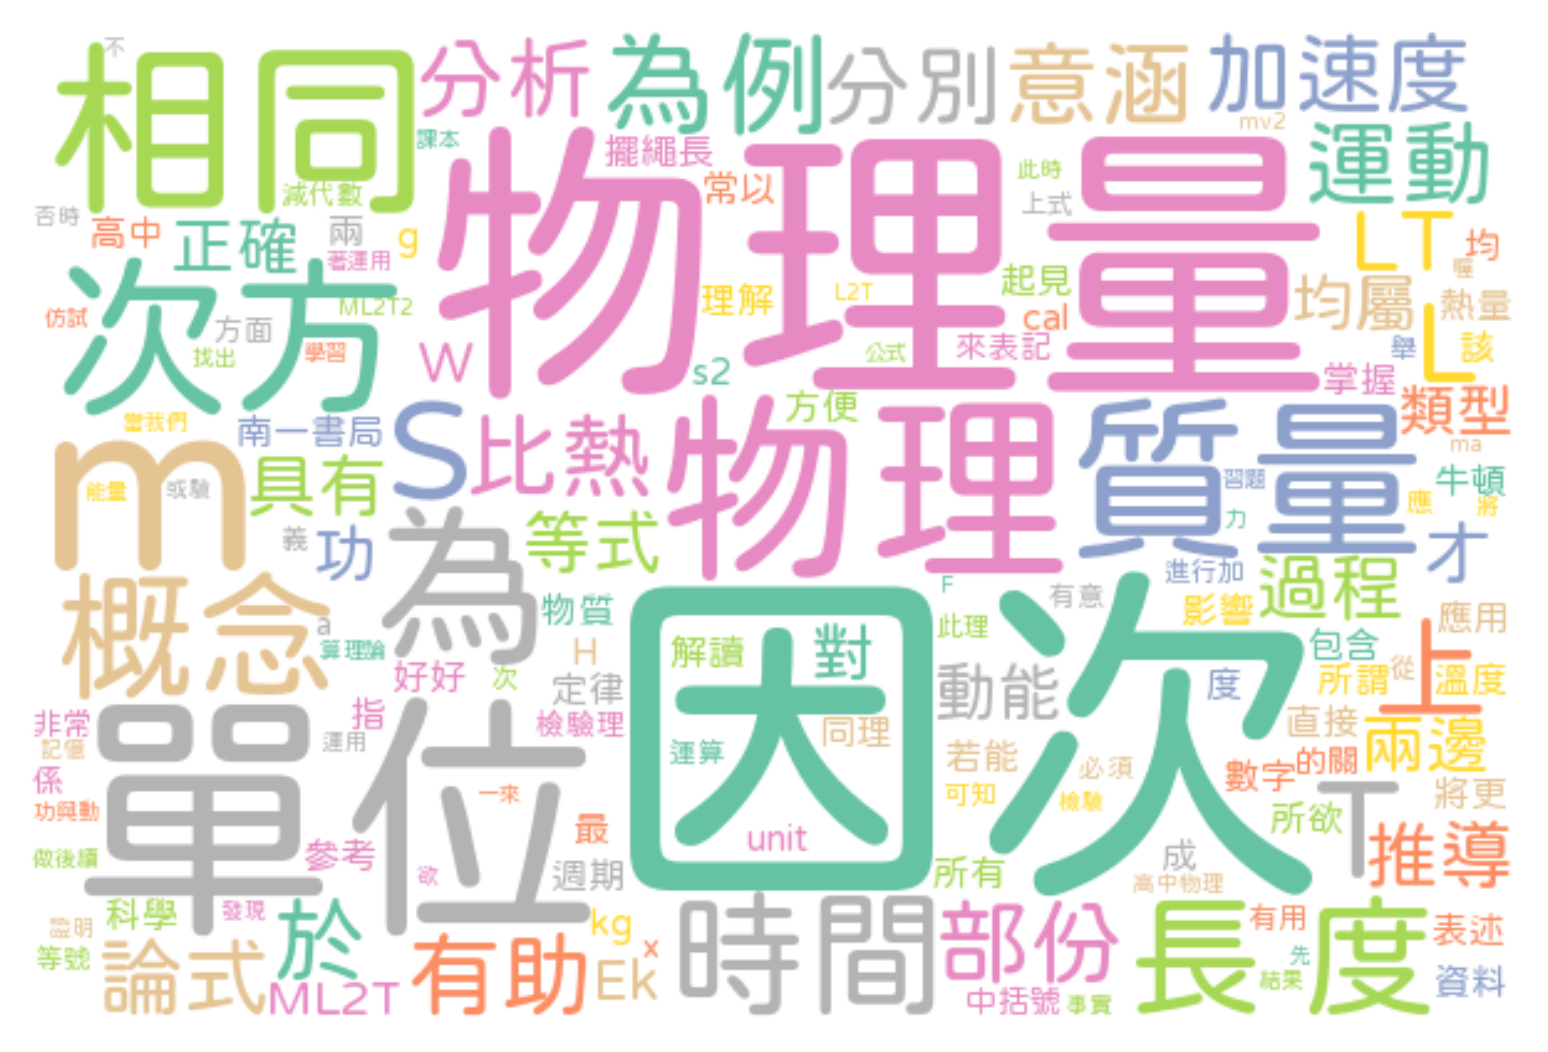 不
相同
分析
為例
分別
意涵
加速度
mv2
課本
擺繩長
此時
運動
減代數
常以
上式
物理量
否時
高中
正確
兩
g
著運用
LT
均
喔
次方
ML2T2
理解
L2T
起見
均屬
熱量
仿試
方面
cal
找出
學習
W
s2
公式
來表記
舉
L
該
掌握
當我們
方便
類型
南一書局
S
比熱
物理
質量
ma
m
能量
或驗
具有
習題
牛頓
應
將
力
義
功
為
等式
才
進行加
過程
概念
a
物質
F
有意
影響
應用
算理論
解讀
對
此理
次
包含
H
好好
次
定律
因
動能
度
所謂
從
上
溫度
非常
指
檢驗理
同理
直接
記憶
運用
運算
若能
必須
數字
的關
兩邊
係
單位
一來
可知
檢驗
T
將更
功與動
最
unit
所欲
做後續
參考
欲
週期
所有
成
推導
高中物理
科學
發現
於
kg
時間
部份
長度
有用
表述
證明
等號
論式
ML2T
有助
x
Ek
先
中括號
事實
結果
資料